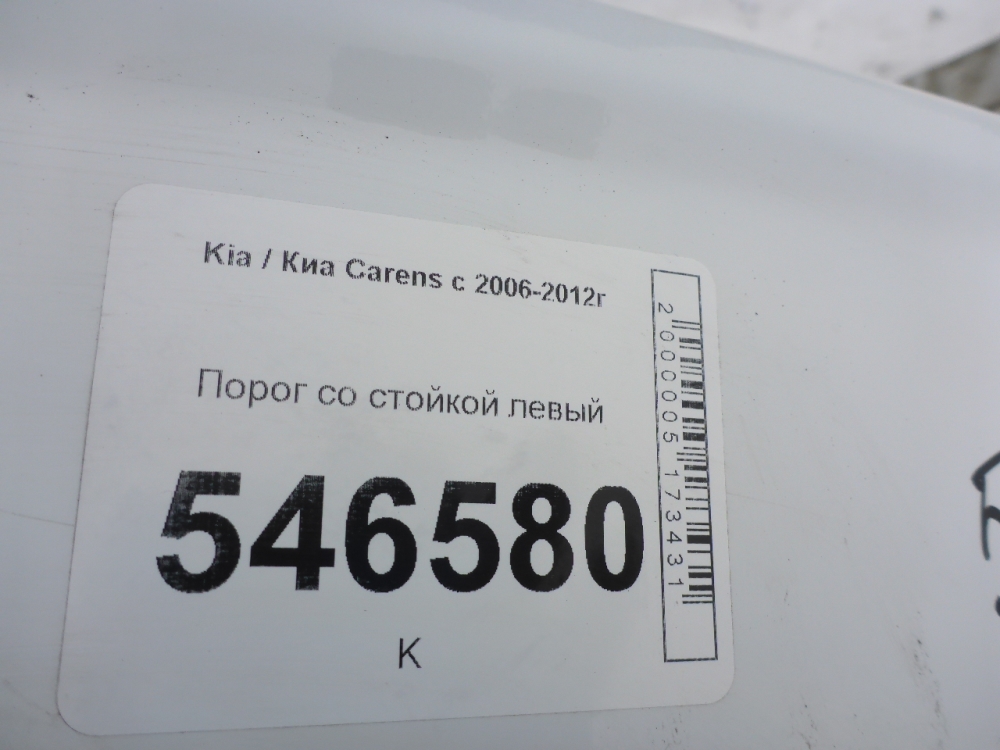 Kia / Киа Carens с 2006-2012г
Порог со стойкой левый
546580
К
2000005173431